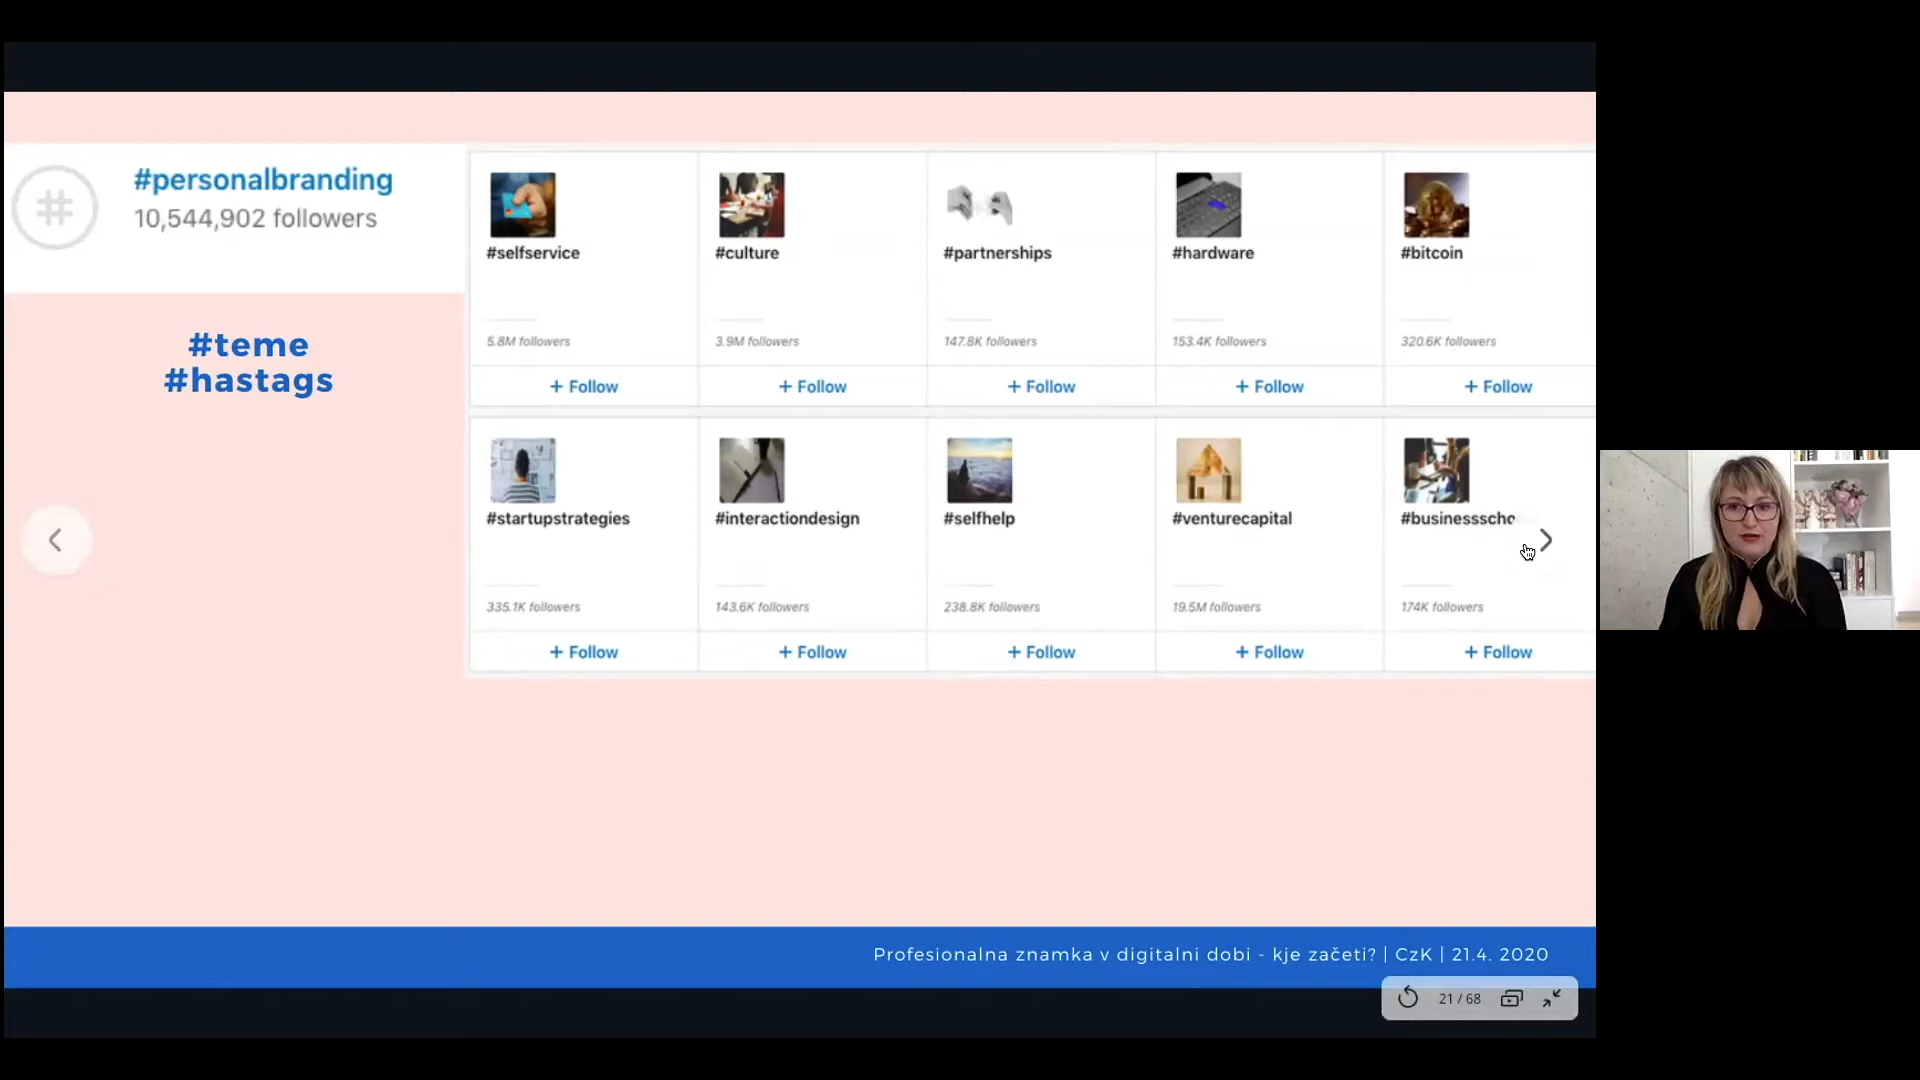 #personalbranding
10,544,902 followers
#teme
#hastags
#selfservice
5.8M followers
+ Follow
#culture
3.9M followers
+ Follow
#partnerships
147.8K followers
+ Follow
#hardware
153.4K followers
+ Follow
#bitcoin
320.6K followers
+ Follow
#startupstrategies
335.1K followers
+ Follow
#interactiondesign
143.6K followers
+ Follow
#selfhelp
238.8K followers
+ Follow
#venturecapital
19.5M followers
+ Follow
#businessscho
174K followers
+ Follow
Profesionalna znamka v digitalni dobi - kje začeti? | CzK | 21.4. 2020
21 / 68